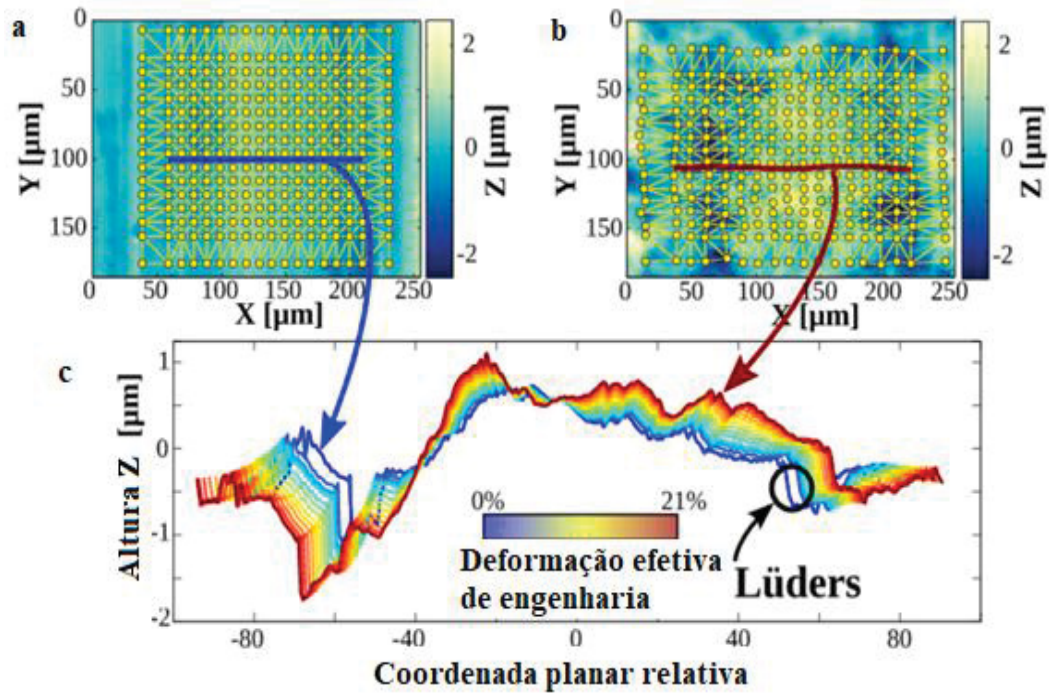 a
0
50
100
150
Y [µm]
0 50 100 150 200 250
X [µm]
2
0
-2
Z [µm]
b
0
50
100
150
Y [µm]
0 50 100 150 200 250
X [µm]
2
0
-2
Z [µm]
c
1
0
-1
-2
Altura Z [µm]
0% 21%
Deformação efetiva
de engenharia
Lüders
-80 -40 0 40 80
Coordenada planar relativa